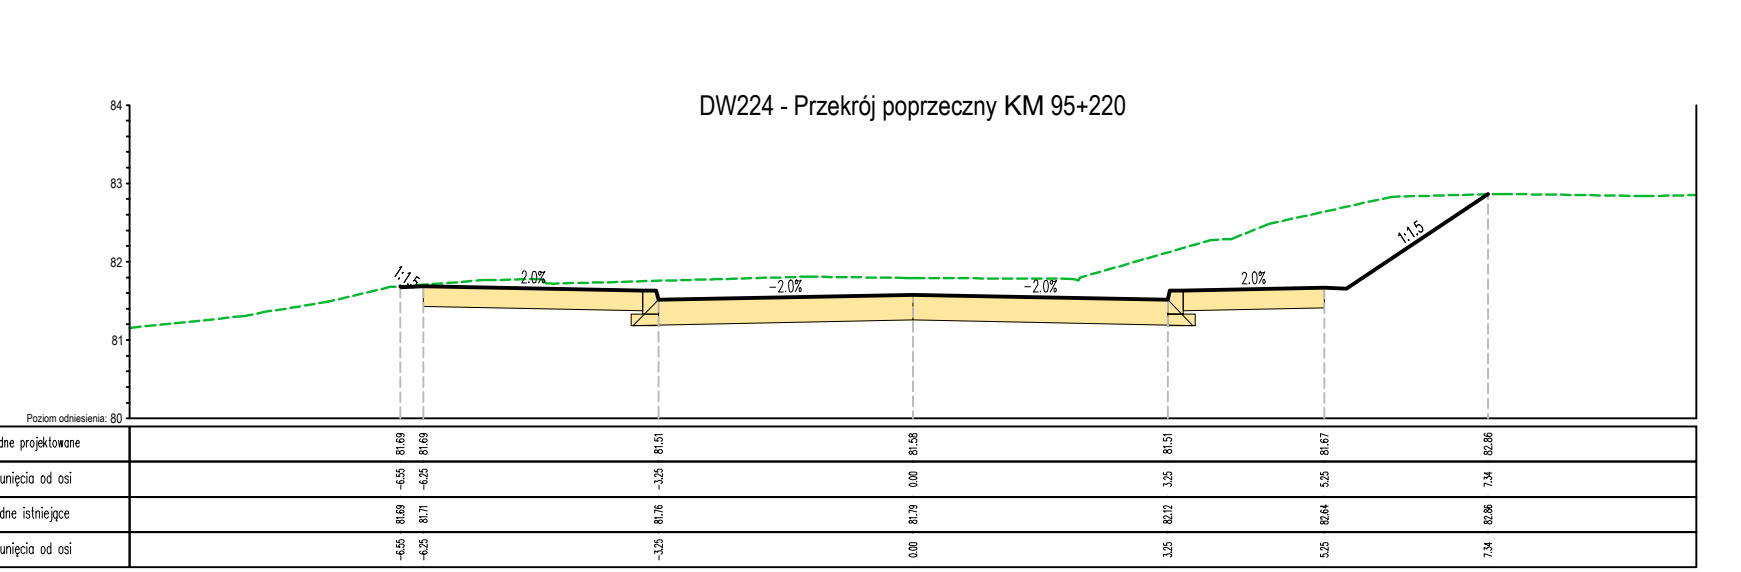 DW224 - Przekrój poprzeczny KM 95+220
84
83
82
81
Poziom odniesienia: 80
1:1.5
2.0%
-2.0%
-2.0%
2.0%
1:1.5
dne projektowane 81.69 81.69 81.51 81.58 81.51 81.67 82.86
unięcia od osi -6.55 -6.25 -3.25 0.00 3.25 5.25 7.34
dne istniejące 81.69 81.71 81.76 81.79 82.12 82.64 82.86
unięcia od osi -6.55 -6.25 -3.25 0.00 3.25 5.25 7.34